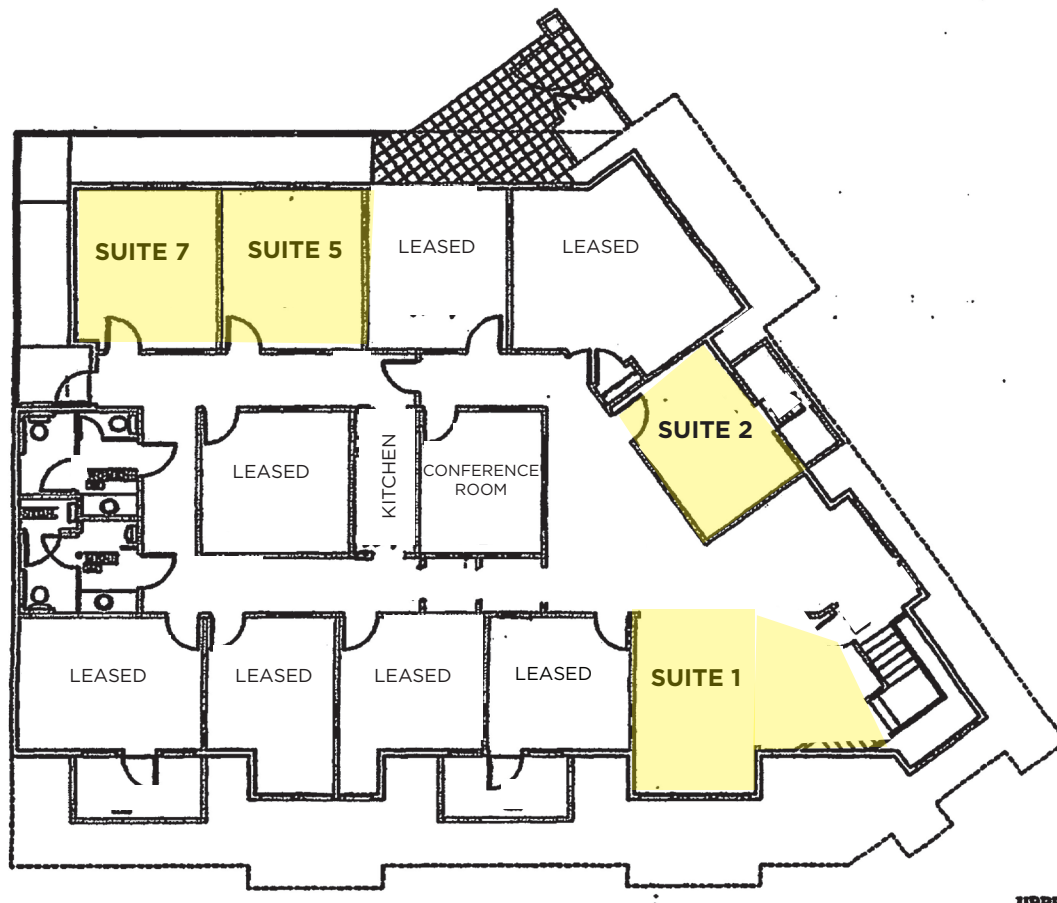 SUITE 7
SUITE 5
LEASED
LEASED
SUITE 2
LEASED
KITCHEN
CONFERENCE
ROOM
LEASED
LEASED
LEASED
LEASED
SUITE 1